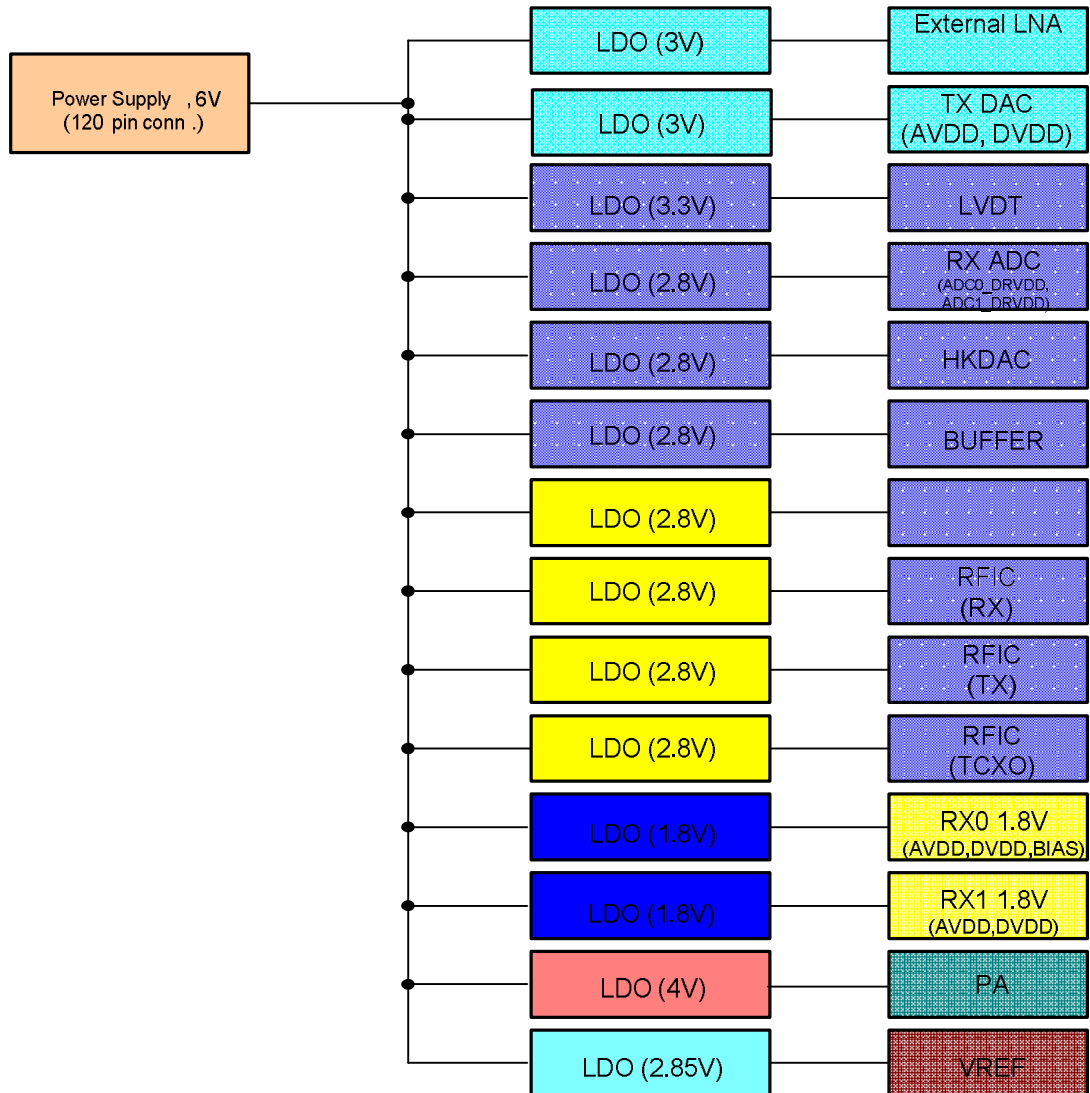 LDO (3V)
External LNA
Power Supply , 6V
(120 pin conn .)
LDO (3V)
TX DAC
(AVDD, DVDD)
LDO (3.3V)
LVDT
LDO (2.8V)
RX ADC
(ADC0_DRVDD,
ADC1_DRVDD)
LDO (2.8V)
HKDAC
LDO (2.8V)
BUFFER
LDO (2.8V)
LDO (2.8V)
RFIC
(RX)
LDO (2.8V)
RFIC
(TX)
LDO (2.8V)
RFIC
(TCXO)
LDO (1.8V)
RX0 1.8V
(AVDD,DVDD,BIAS)
LDO (1.8V)
RX1 1.8V
(AVDD,DVDD)
LDO (4V)
PA
LDO (2.85V)
VREF